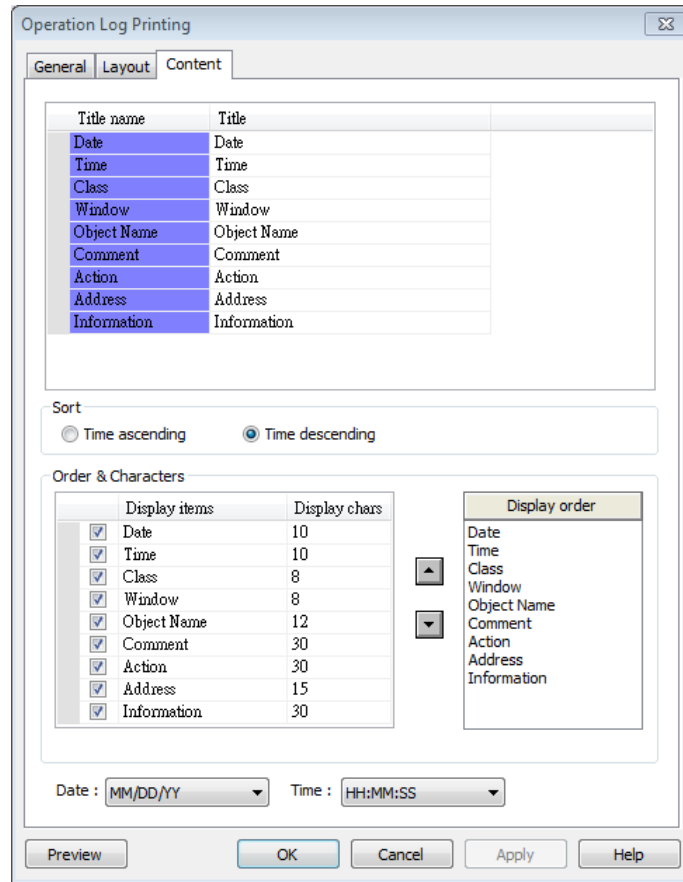 Operation Log Printing
General Layout Content
Title name Title
Date Date
Time Time
Class Class
Window Window
Object Name Object Name
Comment Comment
Action Action
Address Address
Information Information
Sort
Time ascending Time descending
Order & Characters
Display items Display chars
Date 10
Time 10
Class 8
Window 8
Object Name 12
Comment 30
Action 30
Address 15
Information 30
Display order
Date
Time
Class
Window
Object Name
Comment
Action
Address
Information
Date : MM/DD/YY Time : HH:MM:SS
Preview OK Cancel Apply Help